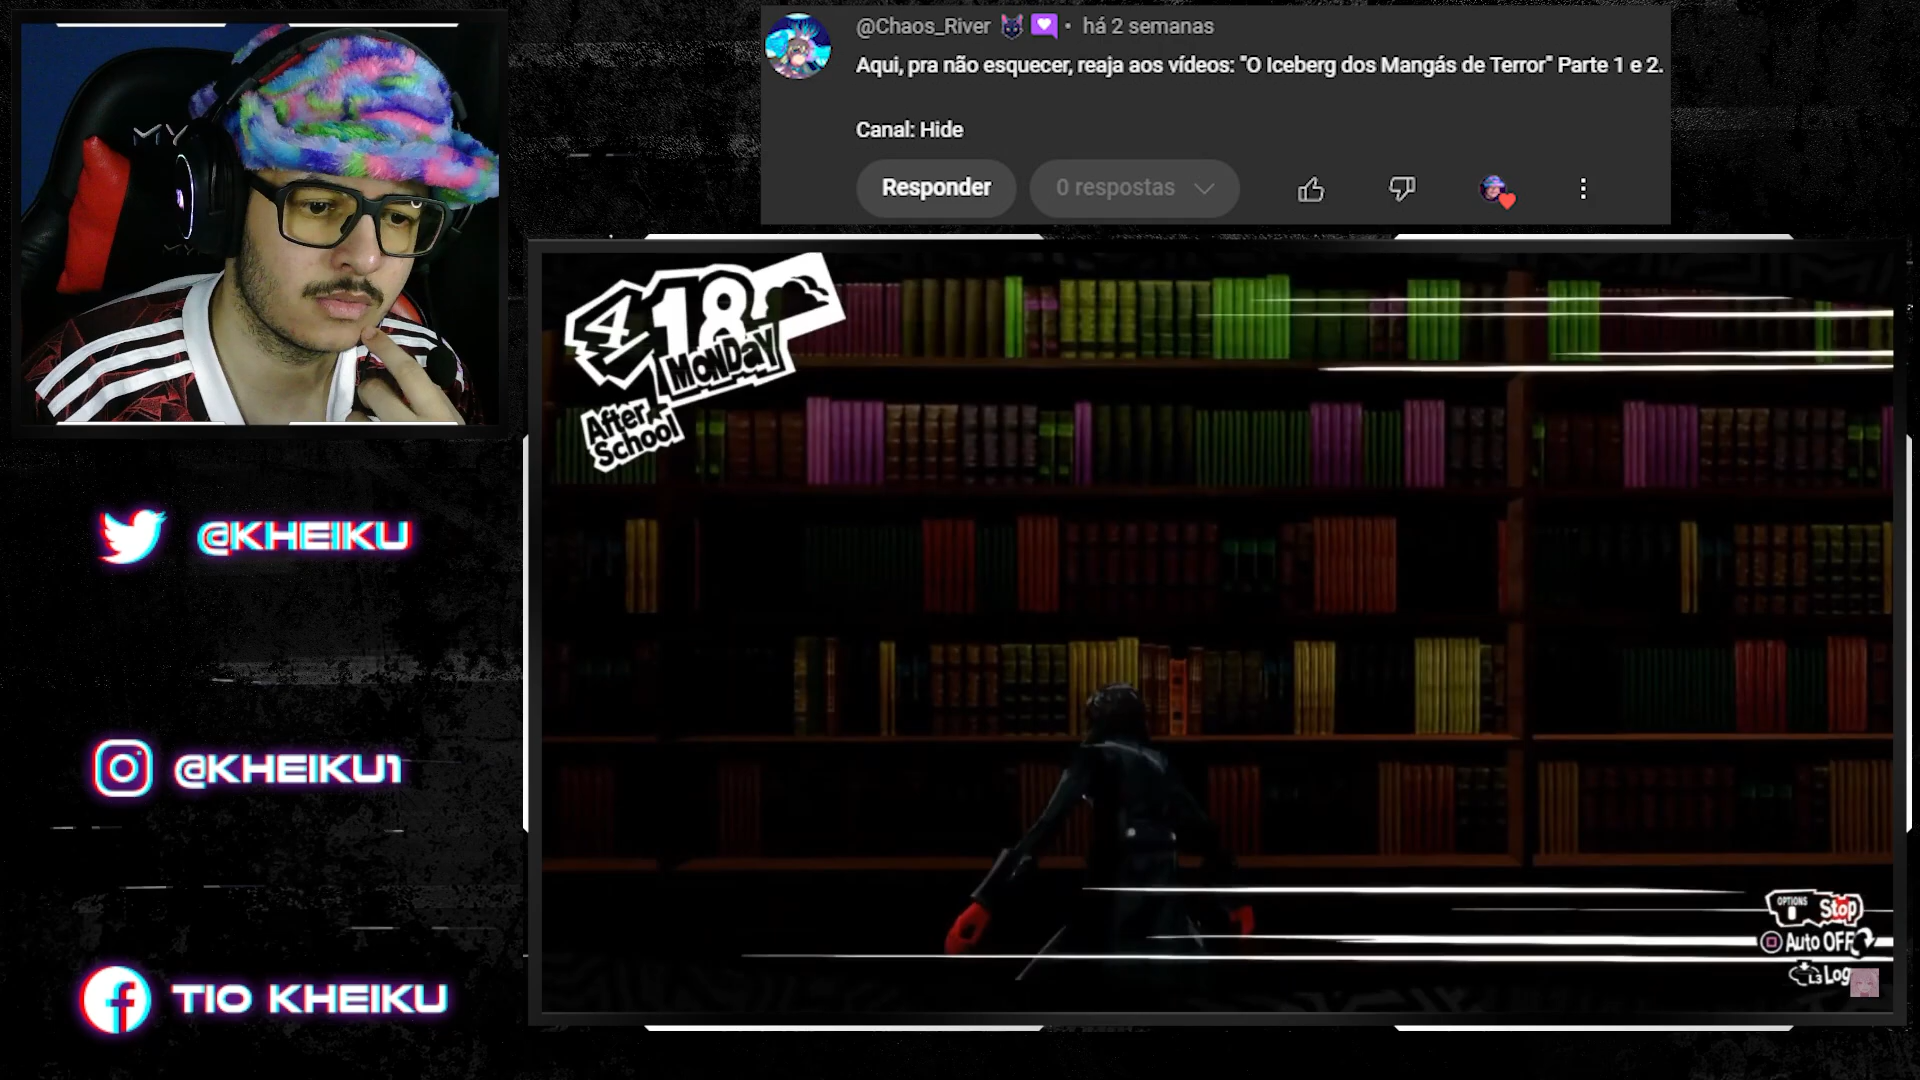 @Chaos_River • há 2 semanas
Aqui, pra não esquecer, reaja aos vídeos: "O Iceberg dos Mangás de Terror" Parte 1 e 2.
Canal: Hide
Responder
0 respostas
MY
4 18
MONDAY
After School
@KHEIKU
@KHEIKU1
TIO KHEIKU
OPTIONS Stop
Auto OFF
L3 Log